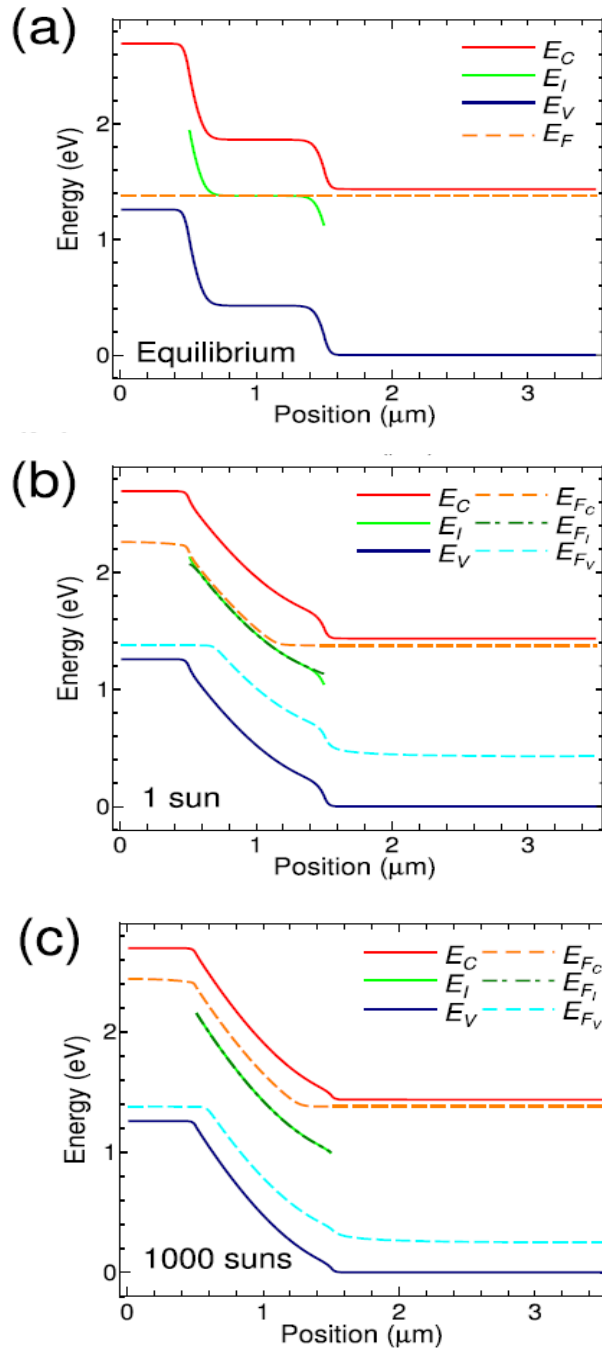 (a)
E_C
E_I
E_V
E_F
2
1
0
Energy (eV)
Equilibrium
0 1 2 3
Position (μm)
(b)
E_C E_{F_C}
E_I E_{F_I}
E_V E_{F_V}
2
1
0
Energy (eV)
1 sun
0 1 2 3
Position (μm)
(c)
E_C E_{F_C}
E_I E_{F_I}
E_V E_{F_V}
2
1
0
Energy (eV)
1000 suns
0 1 2 3
Position (μm)